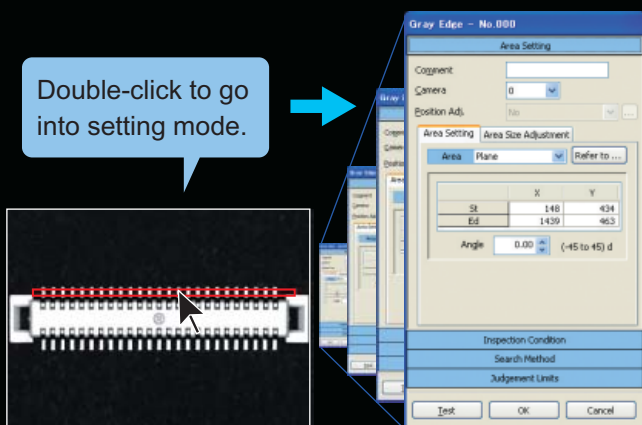 Gray Edge - No.000
Area Setting
Comment
Camera 0
Position Adj. No ...
Area Setting Area Size Adjustment
Area Plane Refer to ...
X Y
St 148 434
Ed 1439 463
Angle 0.00 (-45 to 45) d
Inspection Condition
Search Method
Judgement Limits
Test OK Cancel
Double-click to go
into setting mode.